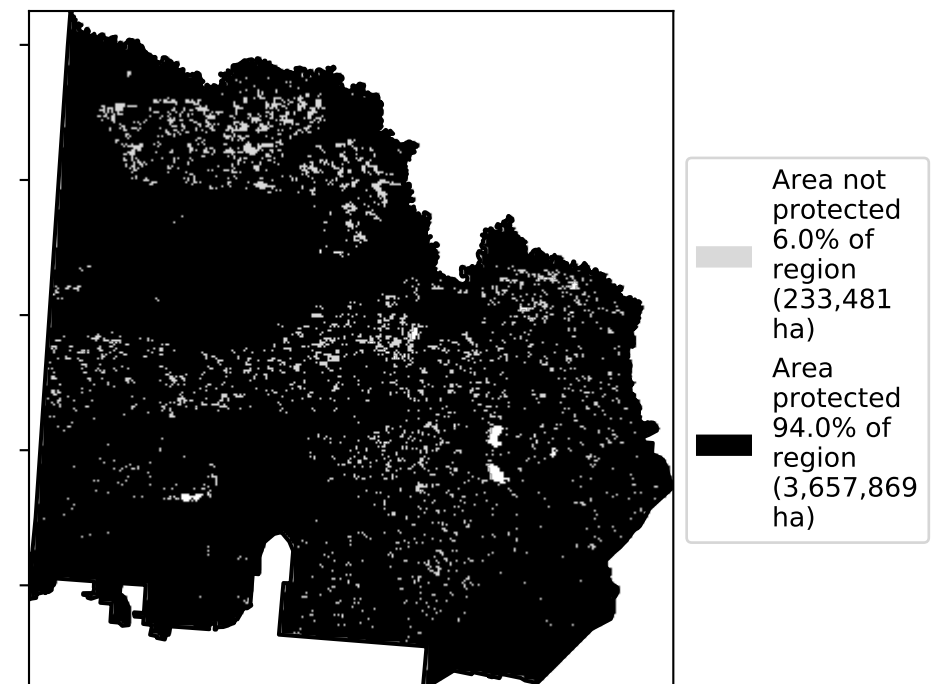 Area not
protected
6.0% of
region
(233,481
ha)
Area
protected
94.0% of
region
(3,657,869
ha)